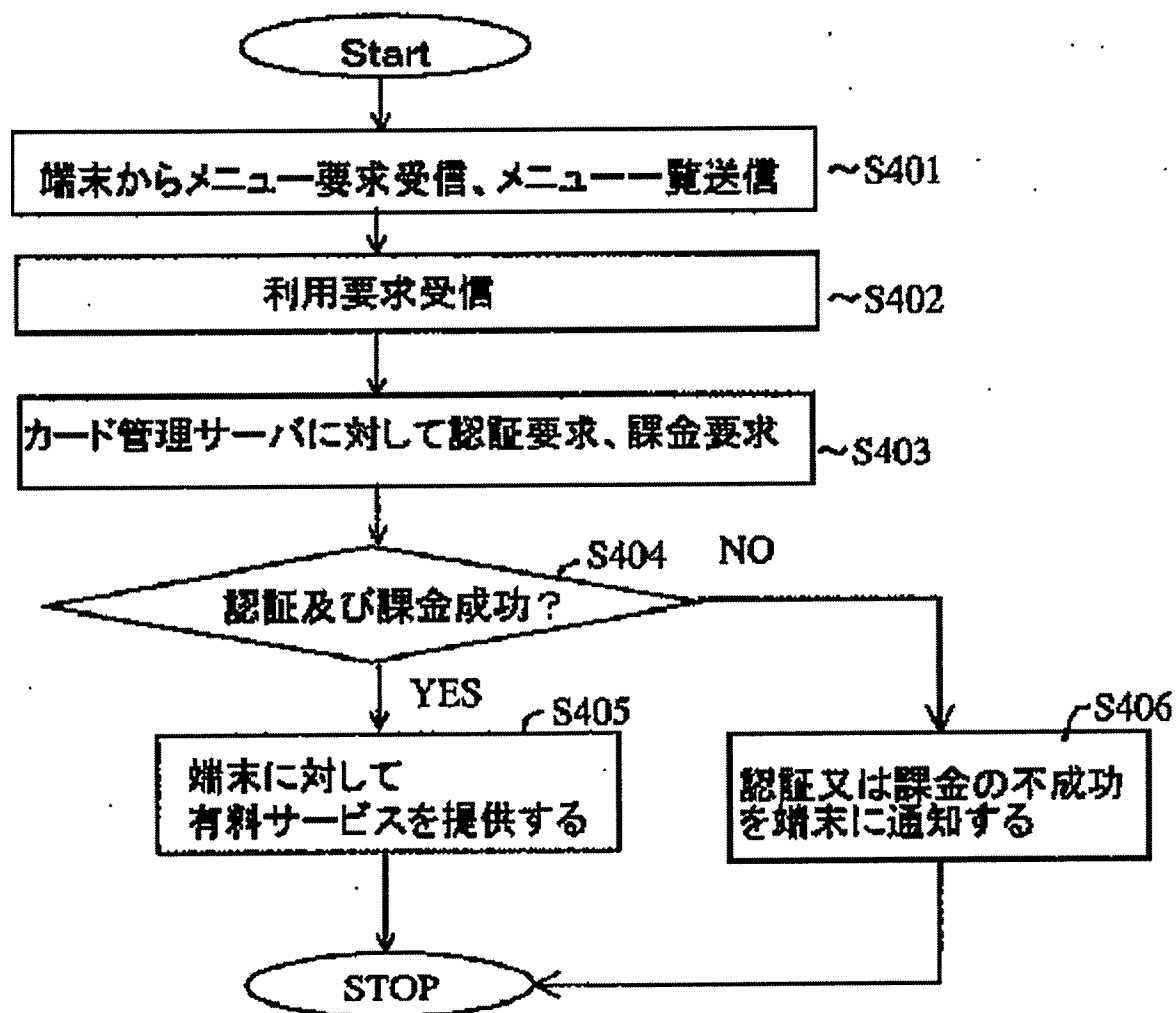 Start
端末からメニュー要求受信、メニュー一覧送信
～S401
利用要求受信
～S402
カード管理サーバに対して認証要求、課金要求
～S403
S404
NO
認証及び課金成功？
YES
S405
端末に対して
有料サービスを提供する
S406
認証又は課金の不成功
を端末に通知する
STOP